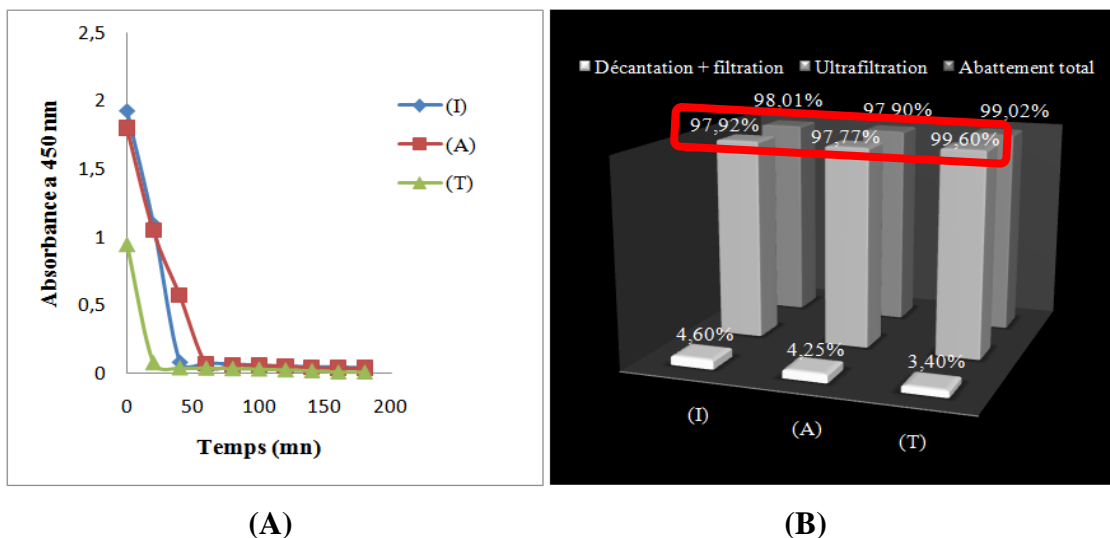 2,5
2
1,5
1
0,5
0
0 50 100 150 200
Absorbance a 450 nm
Temps (mn)
(I)
(A)
(T)
Décantation + filtration Ultrafiltration Abattement total
98,01% 97,90% 99,02%
97,92% 97,77% 99,60%
4,60% 4,25% 3,40%
(I)
(A)
(T)
(A) (B)